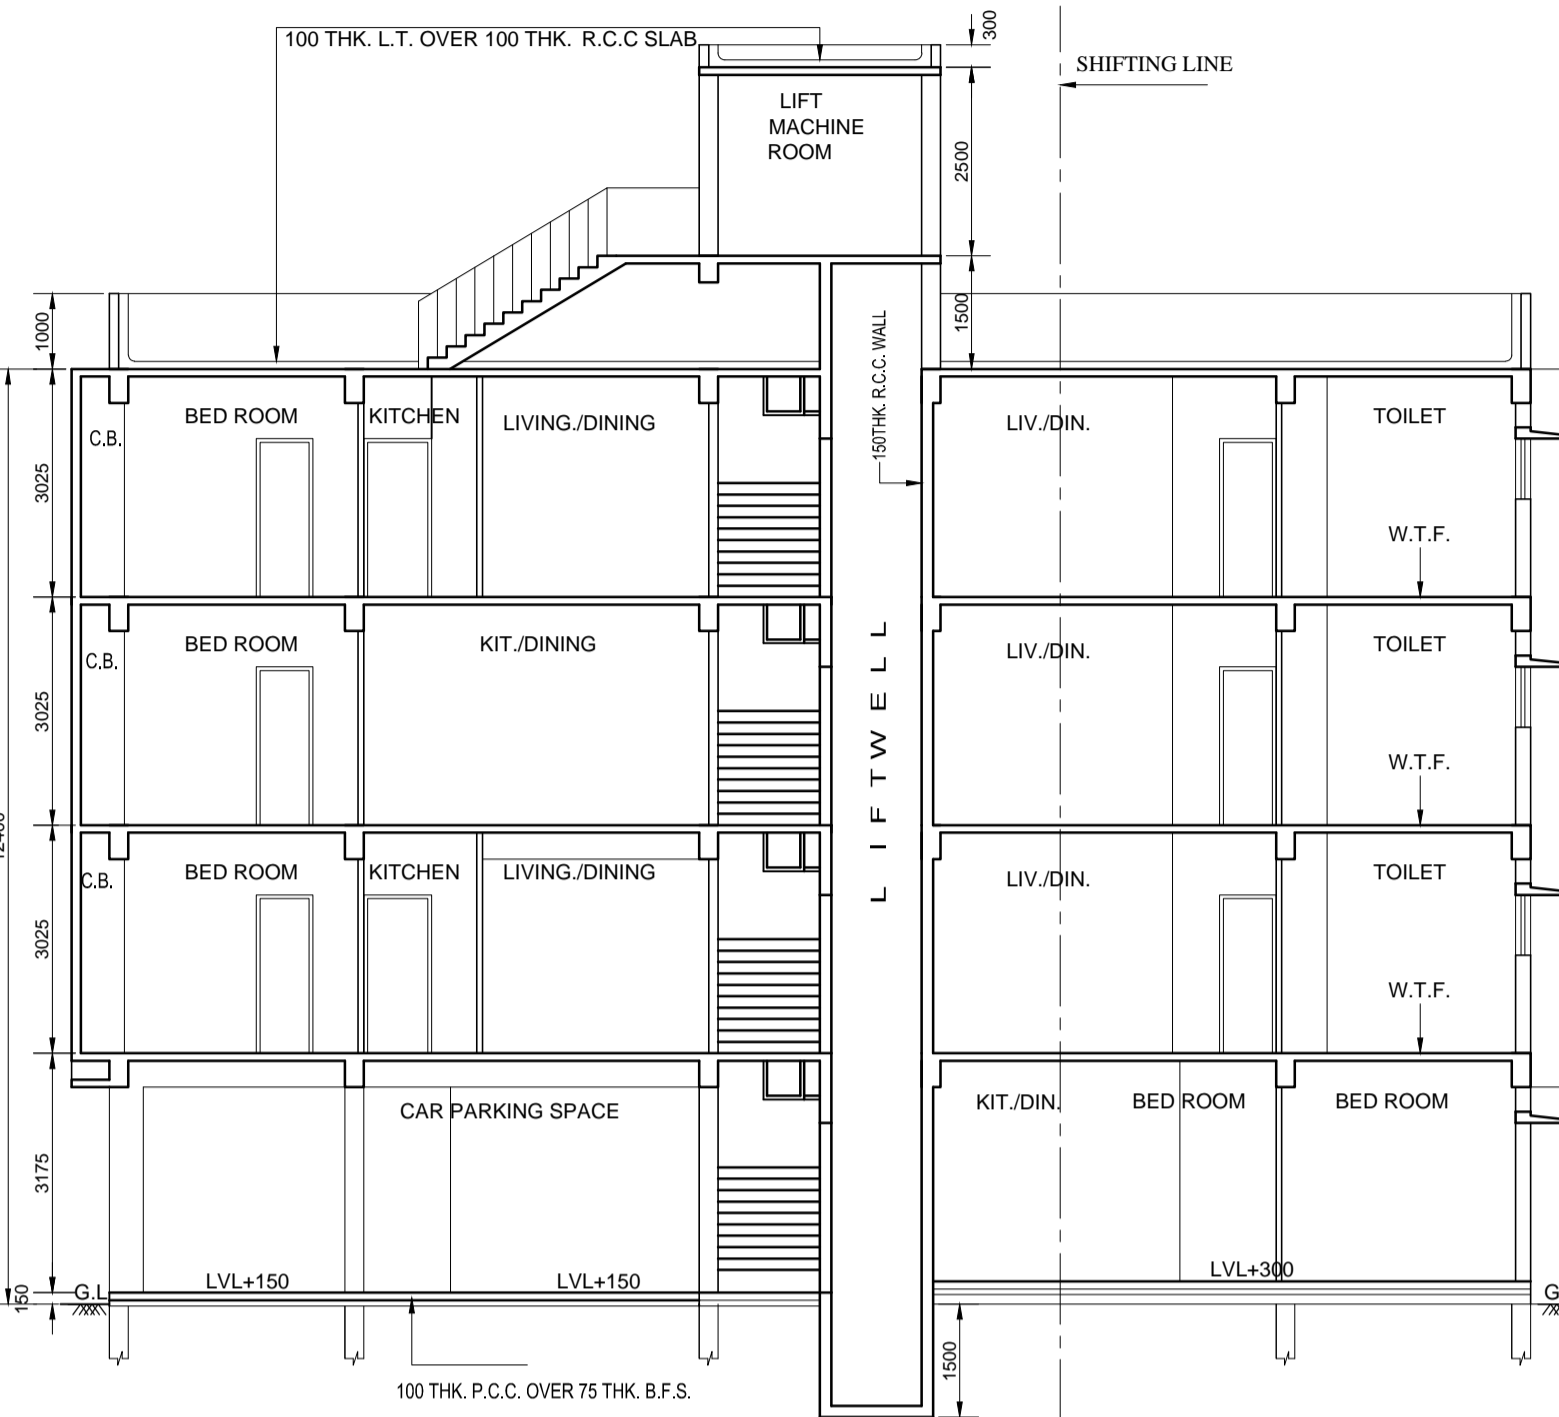 300
100 THK. L.T. OVER 100 THK. R.C.C SLAB
SHIFTING LINE
LIFT
MACHINE
ROOM
2500
1500
1000
150THK. R.C.C. WALL
BED ROOM
KITCHEN
LIVING./DINING
LIV./DIN.
TOILET
C.B.
3025
W.T.F.
BED ROOM
KIT./DINING
LIV./DIN.
TOILET
C.B.
3025
LIFTWELL
W.T.F.
BED ROOM
KITCHEN
LIVING./DINING
LIV./DIN.
TOILET
C.B.
3025
W.T.F.
CAR PARKING SPACE
KIT./DIN.
BED ROOM
BED ROOM
3175
LVL+150
LVL+150
LVL+300
150
G.L
G
1500
100 THK. P.C.C. OVER 75 THK. B.F.S.